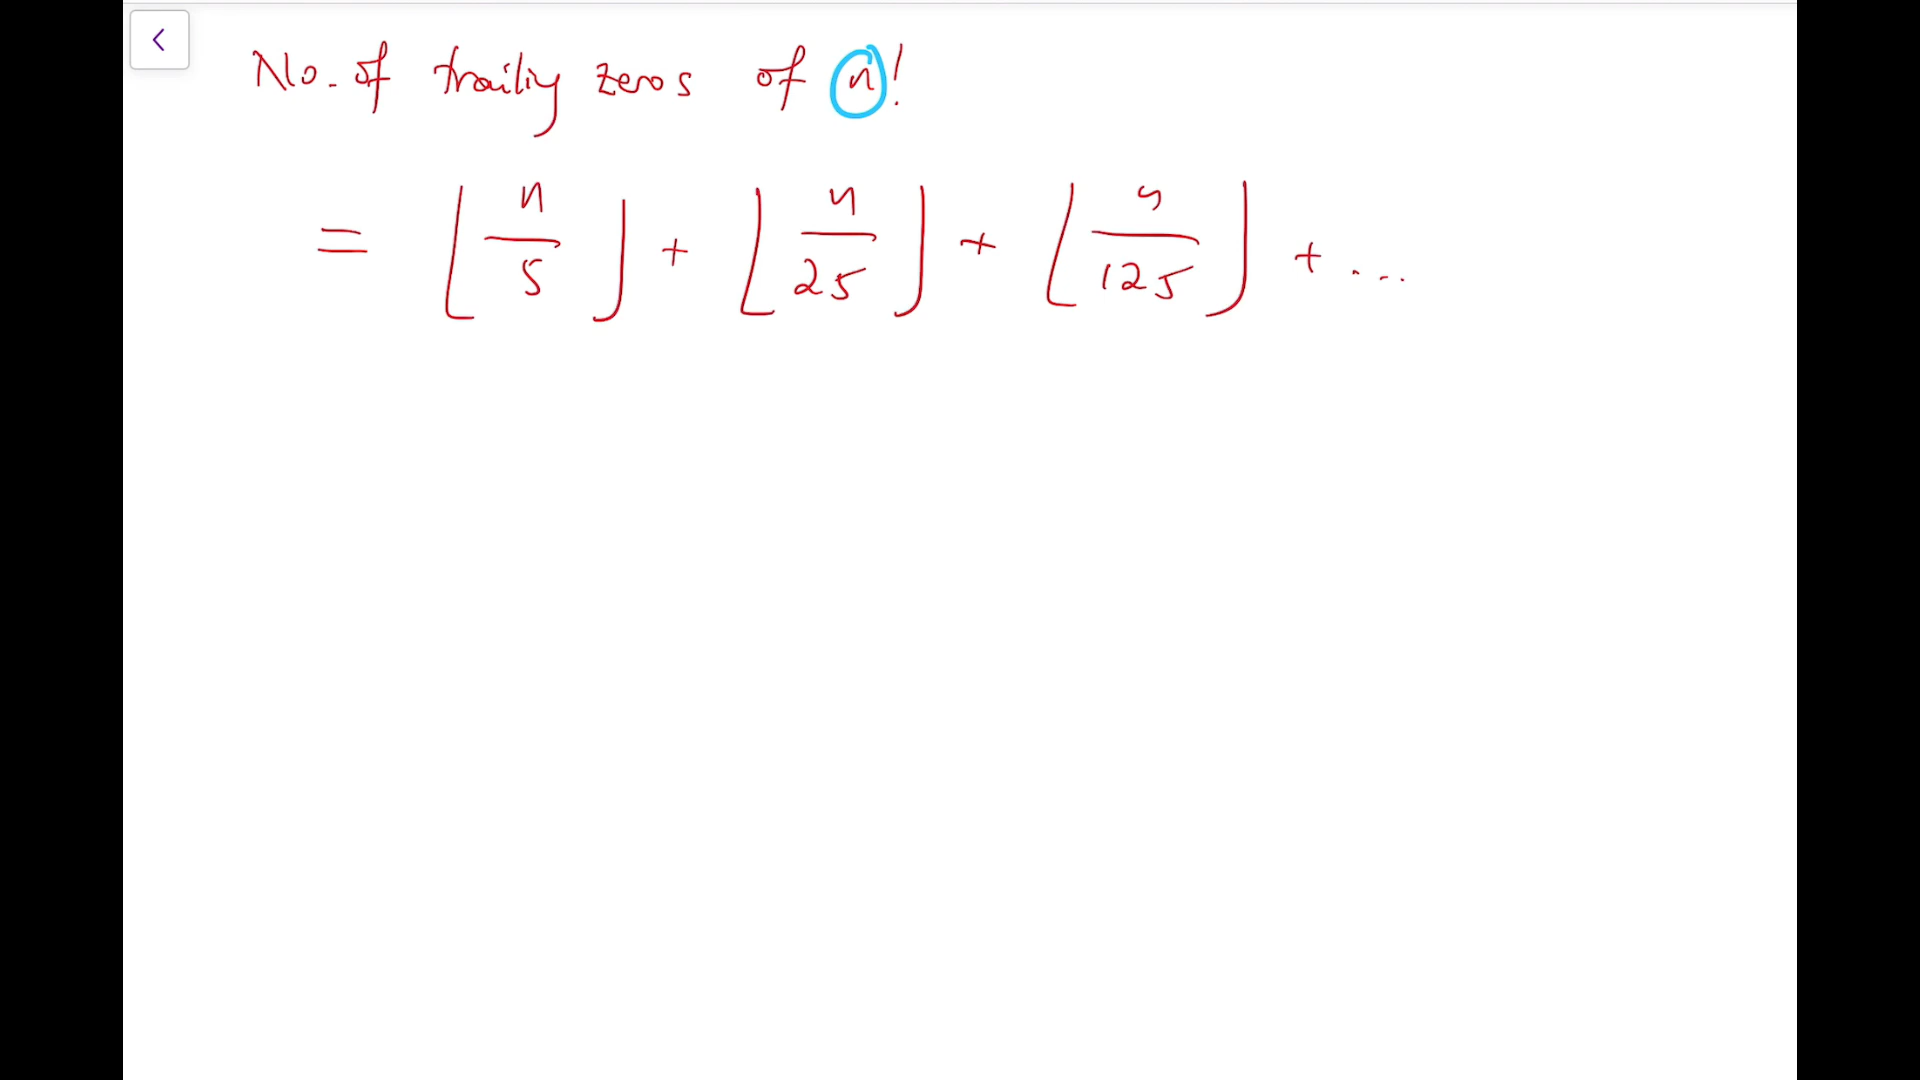 No. of trailing zeros of n!
= ⌊n/5⌋ + ⌊n/25⌋ + ⌊n/125⌋ + ...